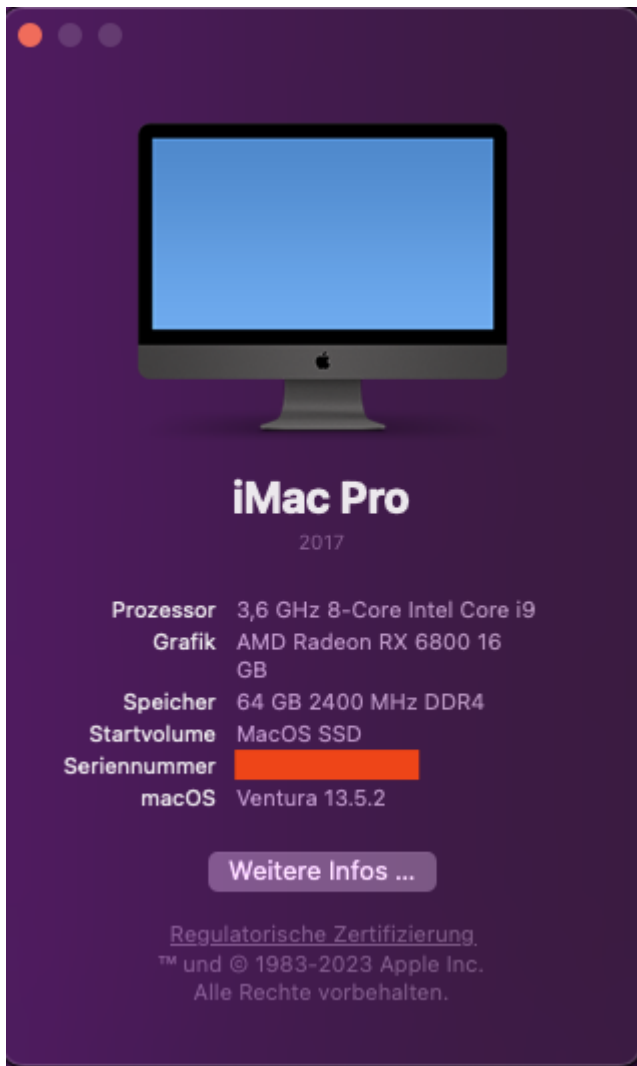 iMac Pro
2017
Prozessor 3,6 GHz 8-Core Intel Core i9
Grafik AMD Radeon RX 6800 16
GB
Speicher 64 GB 2400 MHz DDR4
Startvolume MacOS SSD
Seriennummer
macOS Ventura 13.5.2
Weitere Infos ...
Regulatorische Zertifizierung
™ und © 1983-2023 Apple Inc.
Alle Rechte vorbehalten.